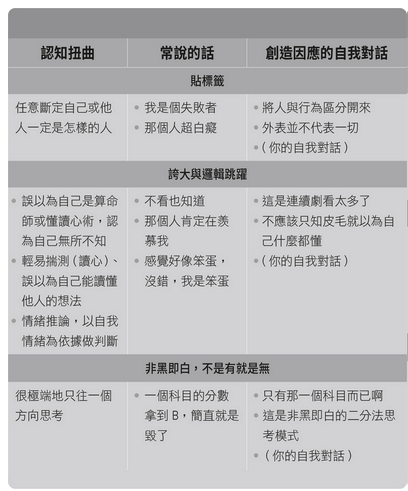 認知扭曲
常說的話
創造因應的自我對話
貼標籤
任意斷定自己或他
人一定是怎樣的人
• 我是個失敗者
• 那個人超白癡
• 將人與行為區分開來
• 外表並不代表一切
•（你的自我對話）
誇大與邏輯跳躍
• 誤以為自己是算命
師或懂讀心術，認
為自己無所不知
• 輕易揣測（讀心）、
誤以為自己能讀懂
他人的想法
• 情緒推論，以自我
情緒為依據做判斷
• 不看也知道
• 那個人肯定在羨
慕我
• 感覺好像笨蛋，
沒錯，我是笨蛋
• 這是連續劇看太多了
• 不應該只知皮毛就以為自
己什麼都懂
•（你的自我對話）
非黑即白，不是有就是無
很極端地只往一個
方向思考
• 一個科目的分數
拿到 B，簡直就是
毀了
• 只有那一個科目而已啊
• 這是非黑即白的二分法思
考模式
•（你的自我對話）